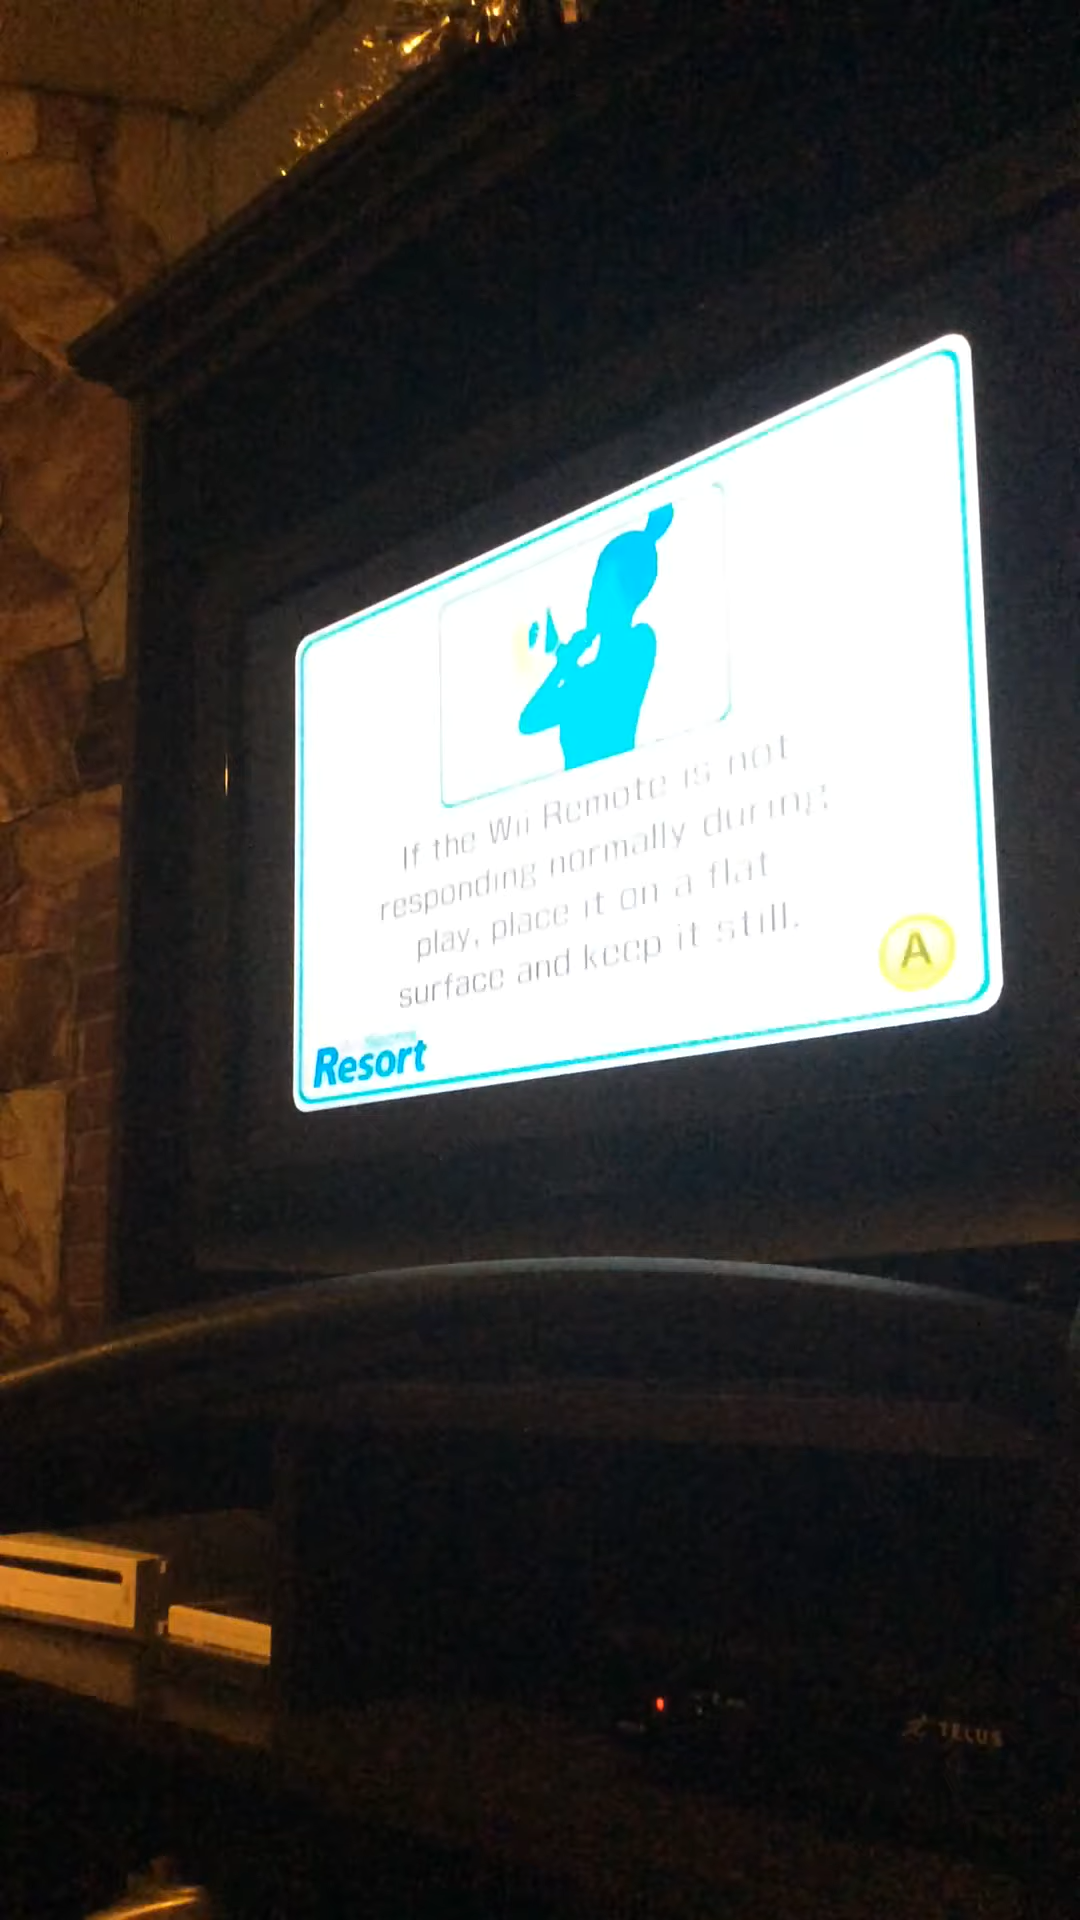 If the Wii Remote is not
responding normally during
play, place it on a flat
surface and keep it still.
A
Resort
TELUS